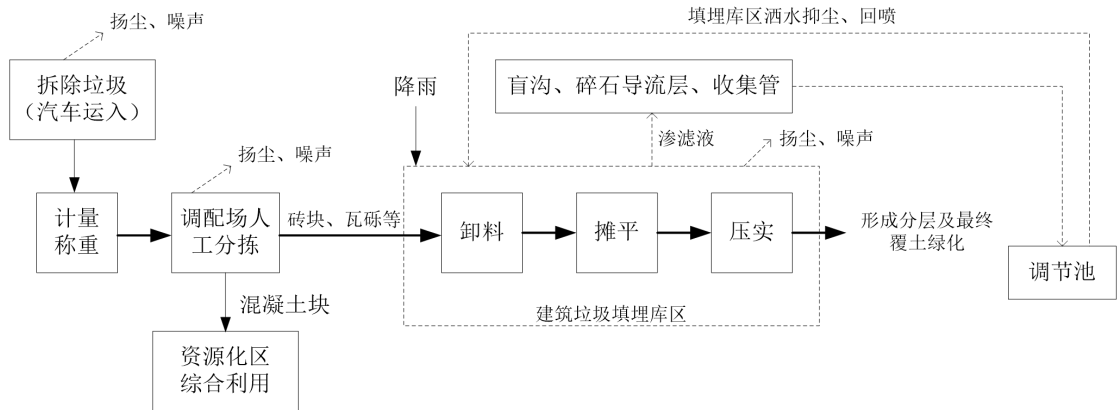 扬尘、噪声
填埋库区洒水抑尘、回喷
拆除垃圾
（汽车运入）
降雨
盲沟、碎石导流层、收集管
扬尘、噪声
渗滤液
扬尘、噪声
计量
称重
调配场人
工分拣
砖块、瓦砾等
卸料
摊平
压实
形成分层及最终
覆土绿化
调节池
混凝土块
建筑垃圾填埋库区
资源化区
综合利用